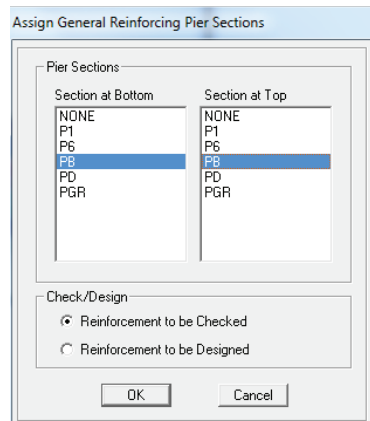 Assign General Reinforcing Pier Sections
Pier Sections
Section at Bottom
NONE
P1
P6
PB
PD
PGR
Section at Top
NONE
P1
P6
PB
PD
PGR
Check/Design
Reinforcement to be Checked
Reinforcement to be Designed
OK
Cancel